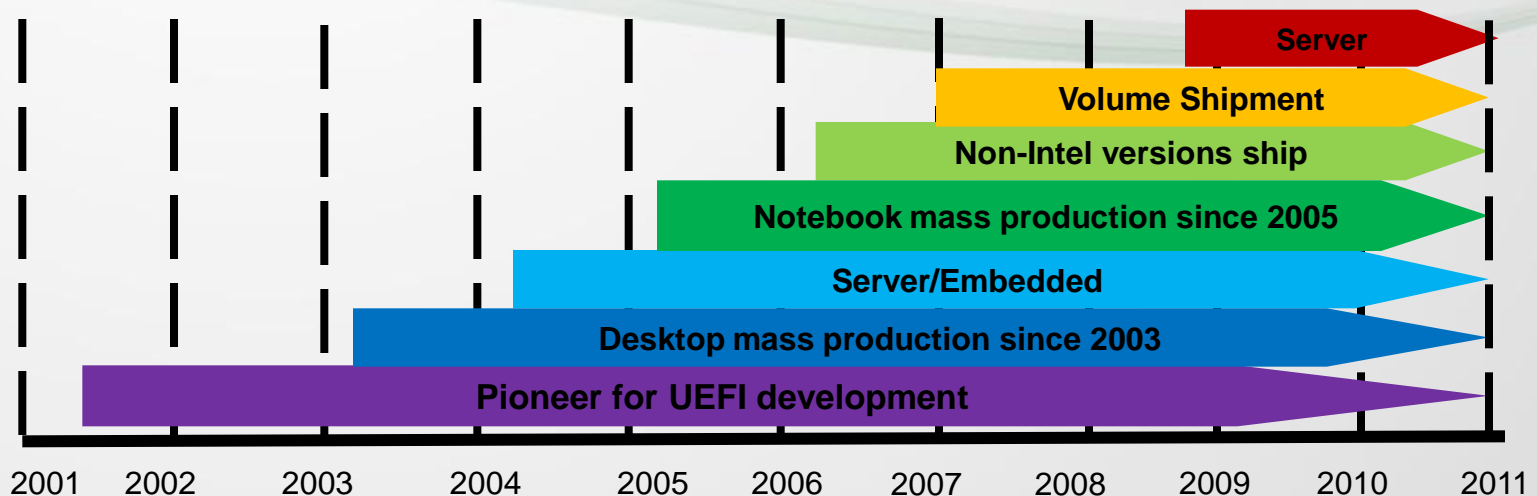 Server
Volume Shipment
Non-Intel versions ship
Notebook mass production since 2005
Server/Embedded
Desktop mass production since 2003
Pioneer for UEFI development
2001 2002 2003 2004 2005 2006 2007 2008 2009 2010 2011